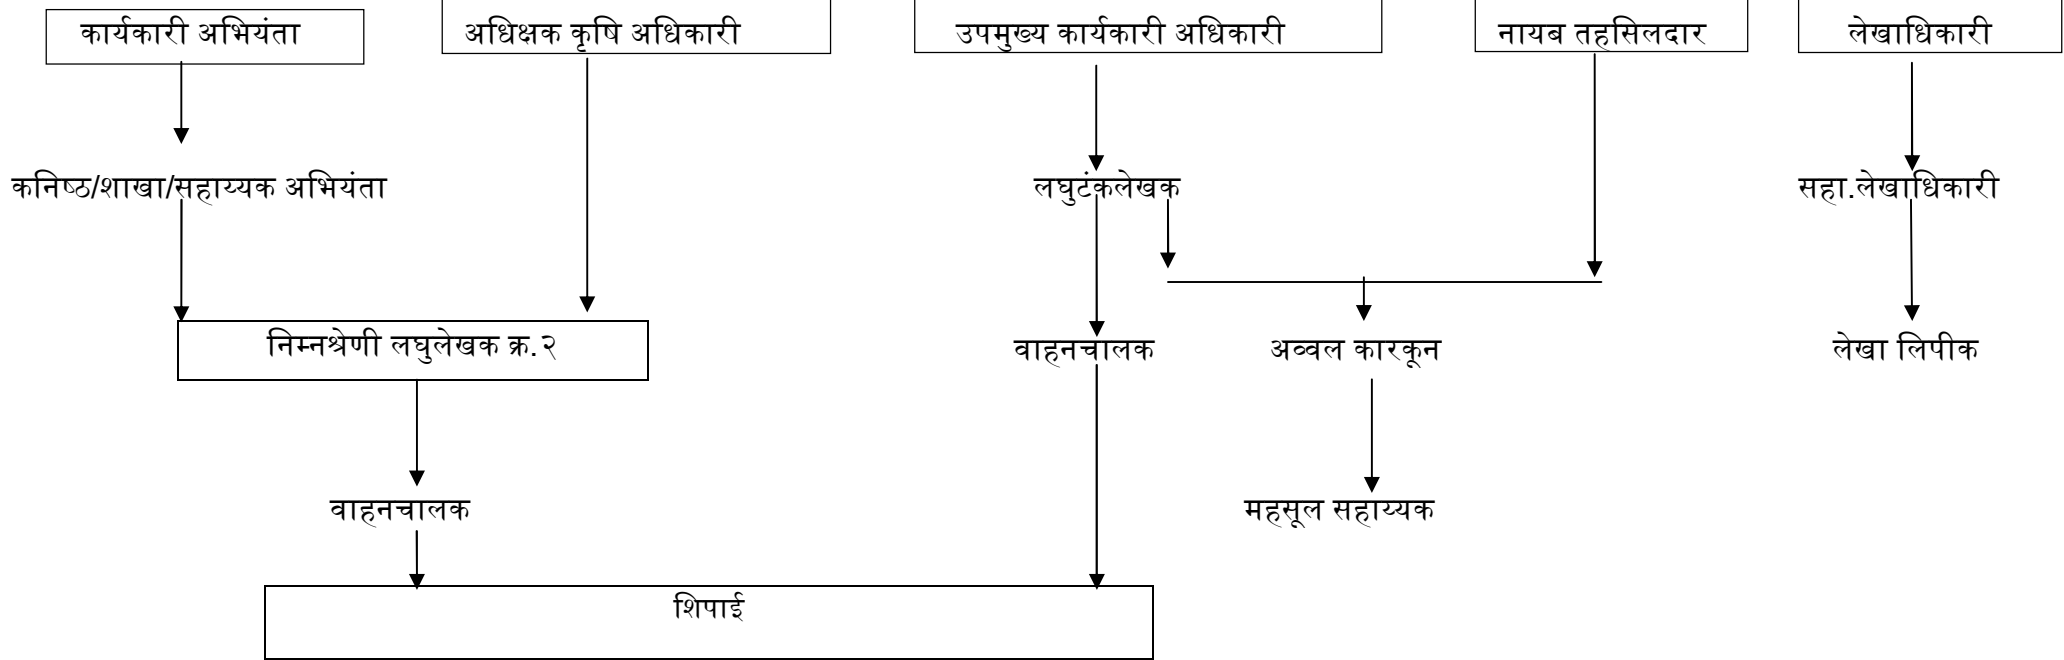 कार्यकारी अभियंता
अधिक्षक कृषि अधिकारी
उपमुख्य कार्यकारी अधिकारी
नायब तहसिलदार
लेखाधिकारी
कनिष्ठ/शाखा/सहाय्यक अभियंता
लघुटंकलेखक
सहा.लेखाधिकारी
निम्नश्रेणी लघुलेखक क्र.२
वाहनचालक
अव्वल कारकून
लेखा लिपीक
वाहनचालक
महसूल सहाय्यक
शिपाई